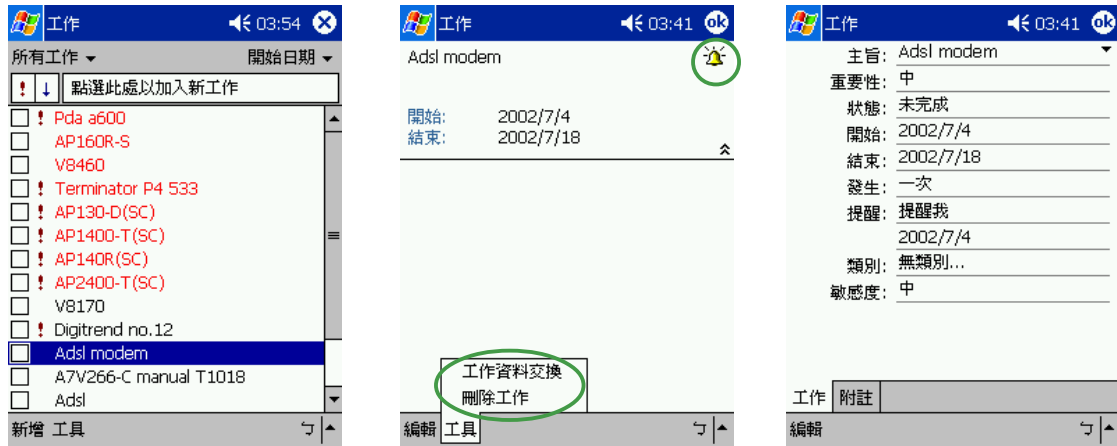 工作 03:54
所有工作 開始日期
! ↓ 點選此處以加入新工作
! Pda a600
AP160R-S
V8460
! Terminator P4 533
! AP130-D(SC)
! AP1400-T(SC)
! AP140R(SC)
! AP2400-T(SC)
V8170
! Digitrend no.12
Adsl modem
A7V266-C manual T1018
Adsl
新增 工具 ㄅ
工作 03:41 ok
Adsl modem
開始: 2002/7/4
結束: 2002/7/18
工作資料交換
刪除工作
編輯 工具 ㄅ
工作 03:41 ok
主旨: Adsl modem
重要性: 中
狀態: 未完成
開始: 2002/7/4
結束: 2002/7/18
發生: 一次
提醒: 提醒我
2002/7/4
類別: 無類別...
敏感度: 中
工作 附註
編輯 ㄅ